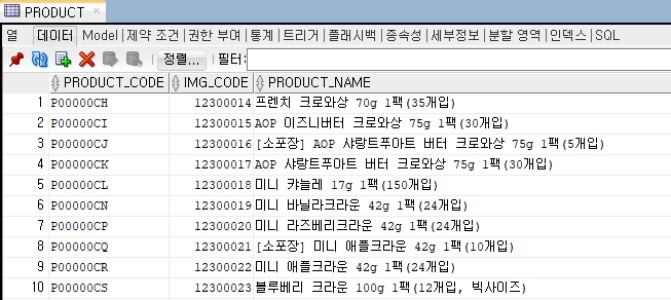 PRODUCT
열 데이터 Model 제약 조건 권한 부여 통계 트리거 플래시백 종속성 세부정보 분할 영역 인덱스 SQL
정렬... 필터:
PRODUCT_CODE IMG_CODE PRODUCT_NAME
1 P00000CH 12300014 프렌치 크로와상 70g 1팩(35개입)
2 P00000CI 12300015 AOP 이즈니버터 크로와상 75g 1팩(30개입)
3 P00000CJ 12300016 [소포장] AOP 샤랑트푸아트 버터 크로와상 75g 1팩(5개입)
4 P00000CK 12300017 AOP 샤랑트푸아트 버터 크로와상 75g 1팩(30개입)
5 P00000CL 12300018 미니 캬늘레 17g 1팩(150개입)
6 P00000CN 12300019 미니 바닐라크라운 42g 1팩(24개입)
7 P00000CP 12300020 미니 라즈베리크라운 42g 1팩(24개입)
8 P00000CQ 12300021 [소포장] 미니 애플크라운 42g 1팩(10개입)
9 P00000CR 12300022 미니 애플크라운 42g 1팩(24개입)
10 P00000CS 12300023 블루베리 크라운 100g 1팩(12개입, 빅사이즈)